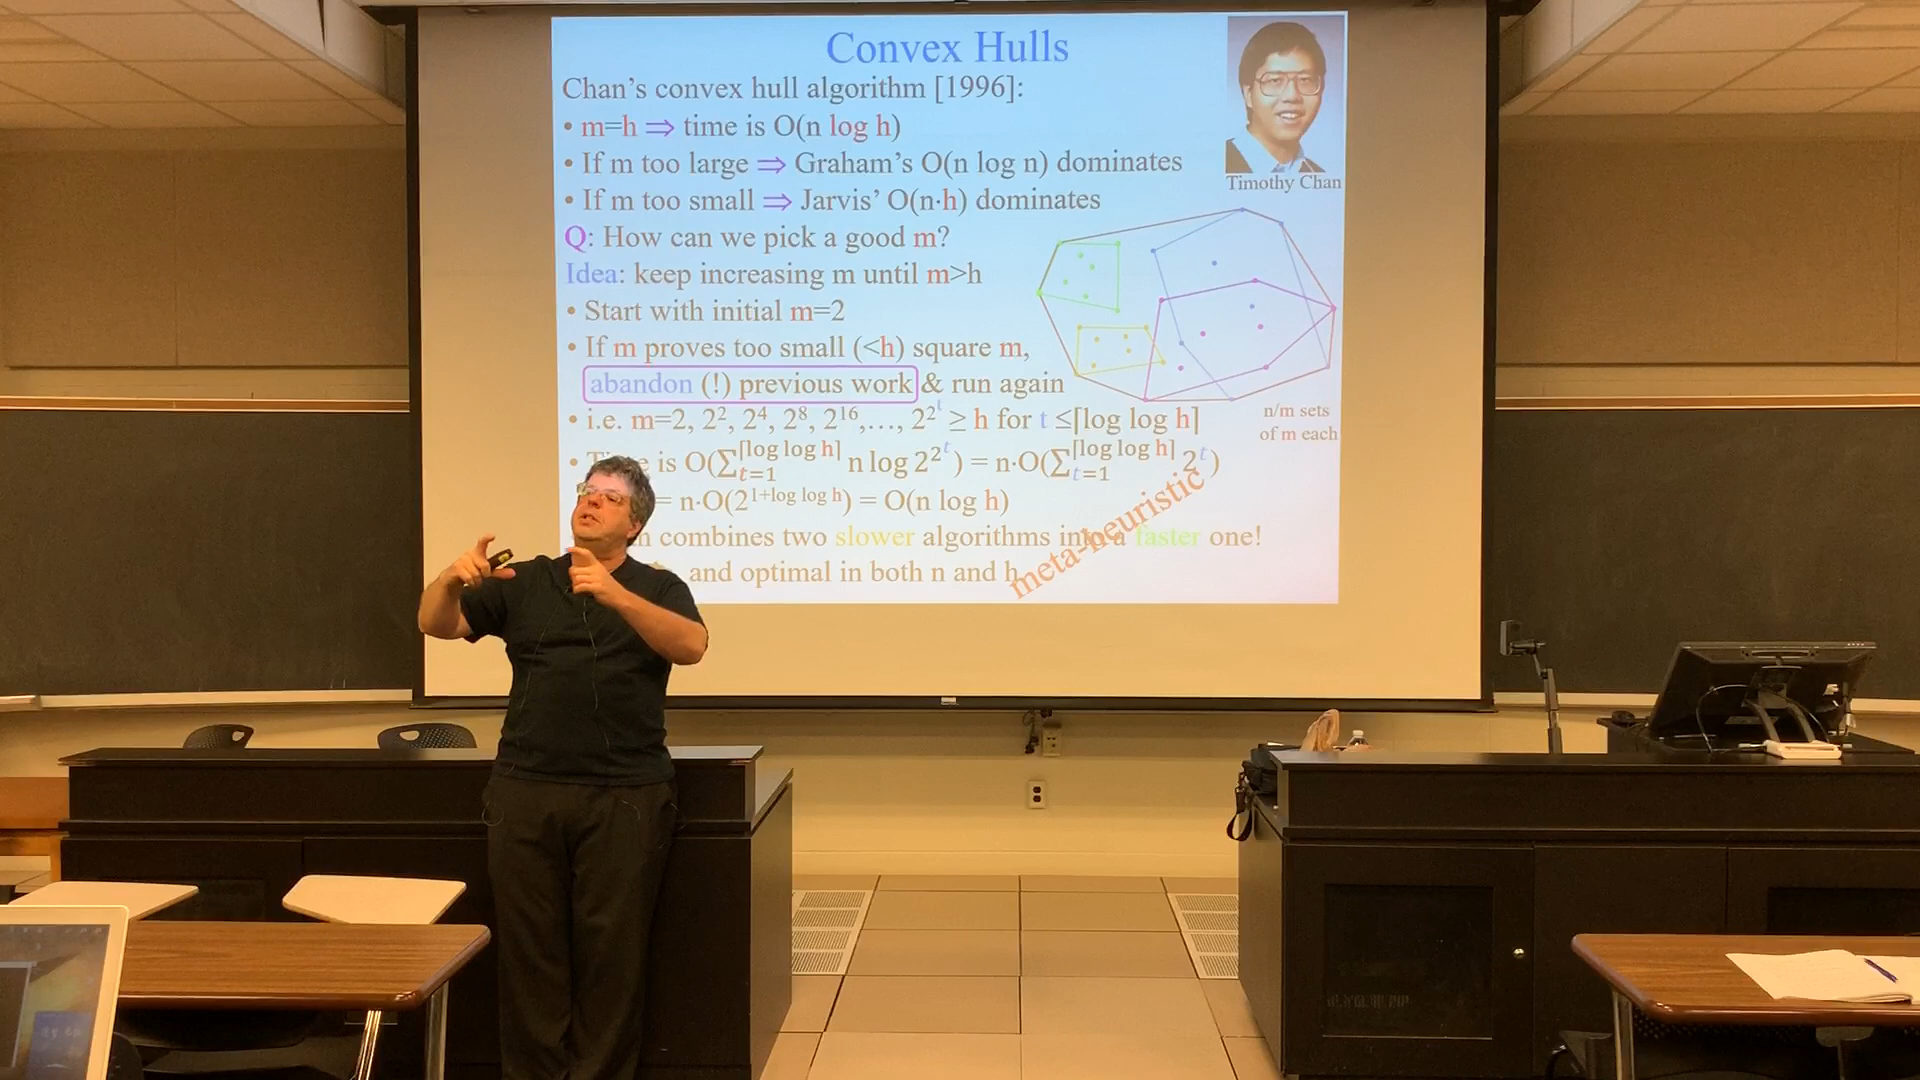 Convex Hulls
Chan's convex hull algorithm [1996]:
• m=h ⇒ time is O(n log h)
• If m too large ⇒ Graham's O(n log n) dominates
• If m too small ⇒ Jarvis' O(n·h) dominates
Timothy Chan
Q: How can we pick a good m?
Idea: keep increasing m until m>h
• Start with initial m=2
• If m proves too small (<h) square m,
abandon (!) previous work & run again
• i.e. m=2, 2², 2⁴, 2⁸, 2¹⁶,…, 2^2^t ≥ h for t ≤⌈log log h⌉
n/m sets
of m each
• is O(∑_{t=1}^{⌈log log h⌉} n log 2^2^t) = n·O(∑_{t=1}^{⌈log log h⌉} 2^t)
= n·O(2^{1+log log h}) = O(n log h)
combines two slower algorithms into a faster one!
and optimal in both n and h
meta-heuristic